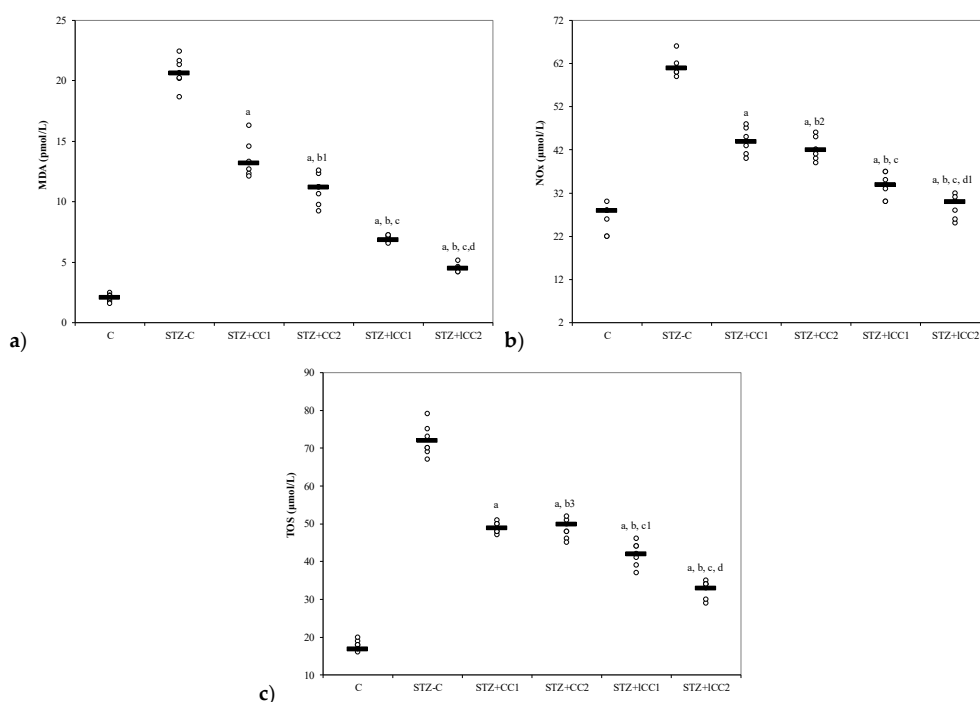 25
20
15
10
5
0
MDA (pmol/L)
a
a, b1
a, b, c
a, b, c,d
C STZ-C STZ+CC1 STZ+CC2 STZ+lCC1 STZ+lCC2
a)
72
62
52
42
32
22
12
2
NOx (µmol/L)
a
a, b2
a, b, c
a, b, c, d1
C STZ-C STZ+CC1 STZ+CC2 STZ+lCC1 STZ+lCC2
b)
90
80
70
60
50
40
30
20
10
TOS (µmol/L)
a
a, b3
a, b, c1
a, b, c, d
C STZ-C STZ+CC1 STZ+CC2 STZ+lCC1 STZ+lCC2
c)